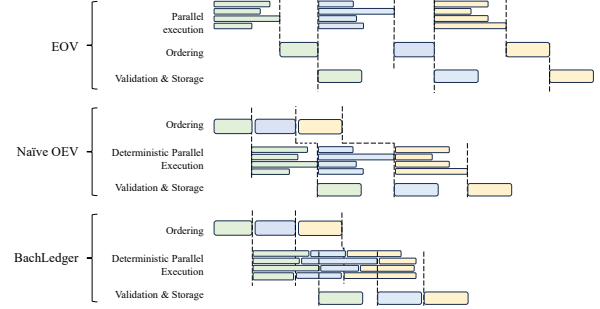 Parallel
execution
EOV
Ordering
Validation & Storage
Ordering
Naïve OEV
Deterministic Parallel
Execution
Validation & Storage
Ordering
BachLedger
Deterministic Parallel
Execution
Validation & Storage